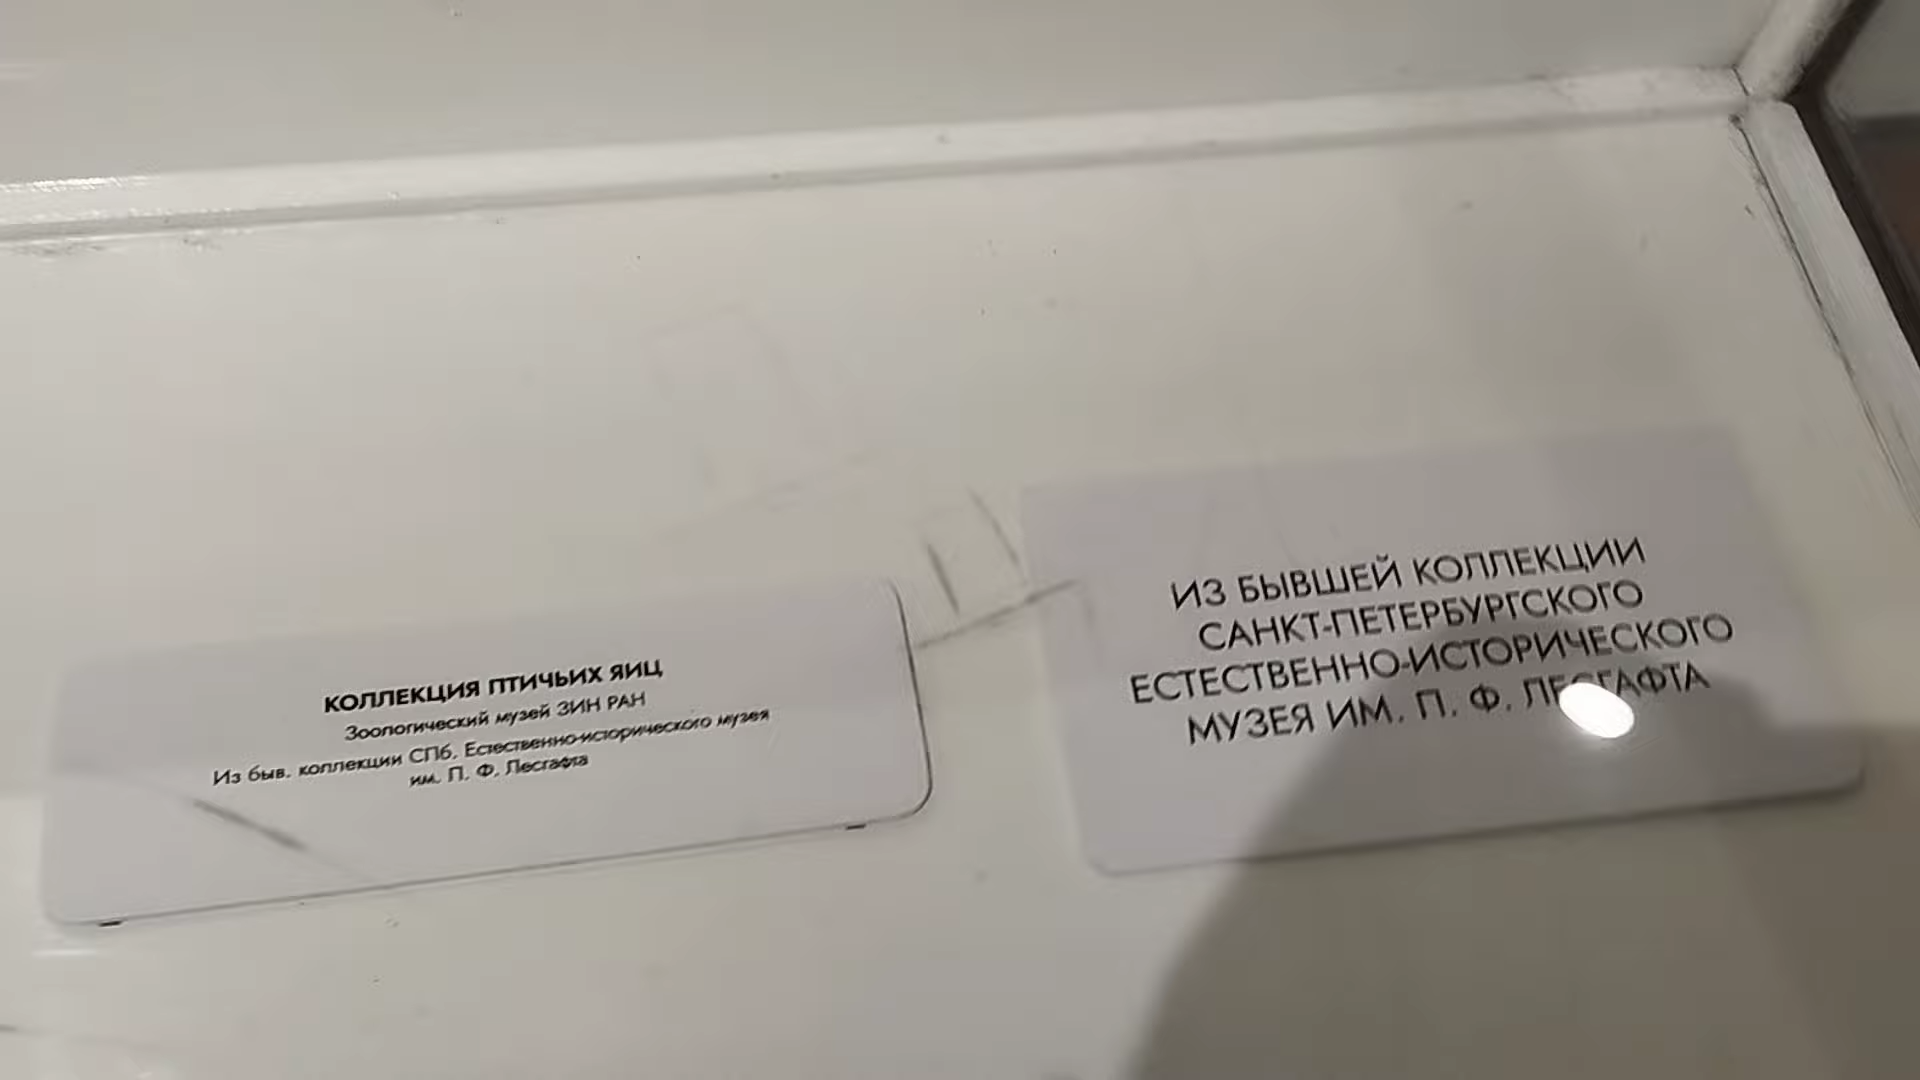 КОЛЛЕКЦИЯ ПТИЧЬИХ ЯИЦ
Зоологический музей ЗИН РАН
Из быв. коллекции СПб. Естественно-исторического музея
им. П. Ф. Лесгафта
ИЗ БЫВШЕЙ КОЛЛЕКЦИИ
САНКТ-ПЕТЕРБУРГСКОГО
ЕСТЕСТВЕННО-ИСТОРИЧЕСКОГО
МУЗЕЯ ИМ. П. Ф. ЛЕСГАФТА